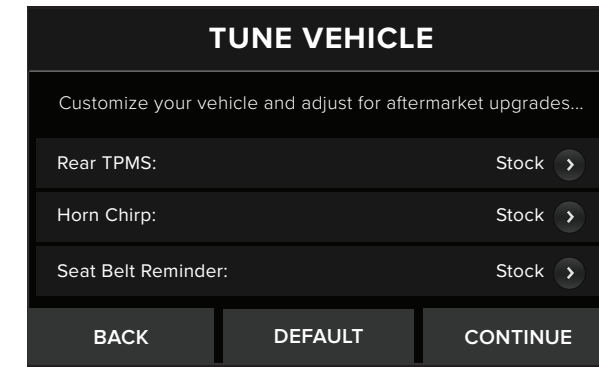 TUNE VEHICLE
Customize your vehicle and adjust for aftermarket upgrades...
Rear TPMS: Stock
Horn Chirp: Stock
Seat Belt Reminder: Stock
BACK DEFAULT CONTINUE